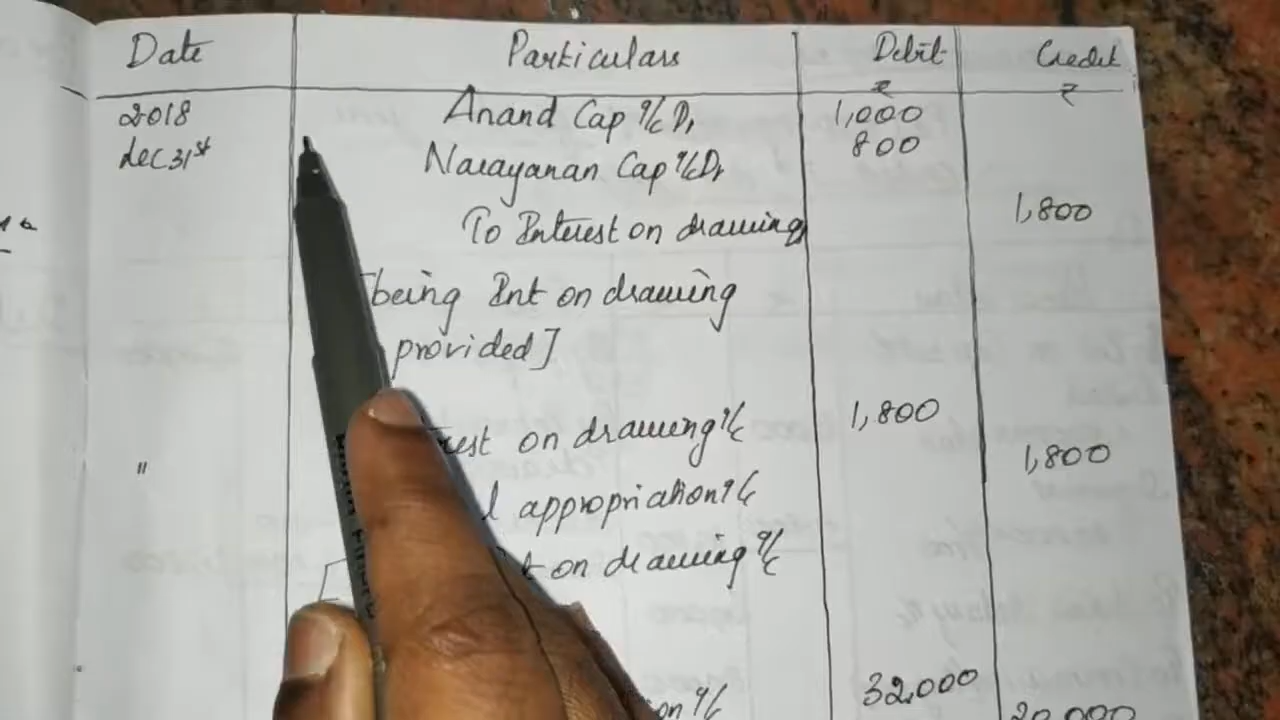 Date Particulars Debit Credit
₹ ₹
2018 Anand Cap A/c Dr 1,000
dec 31st Narayanan Cap A/c Dr 800
To Interest on drawing 1,800
[being Int on drawing
provided]
on drawing A/c 1,800
" appropriation A/c 1,800
on drawing A/c
A/c 32,000
20,000